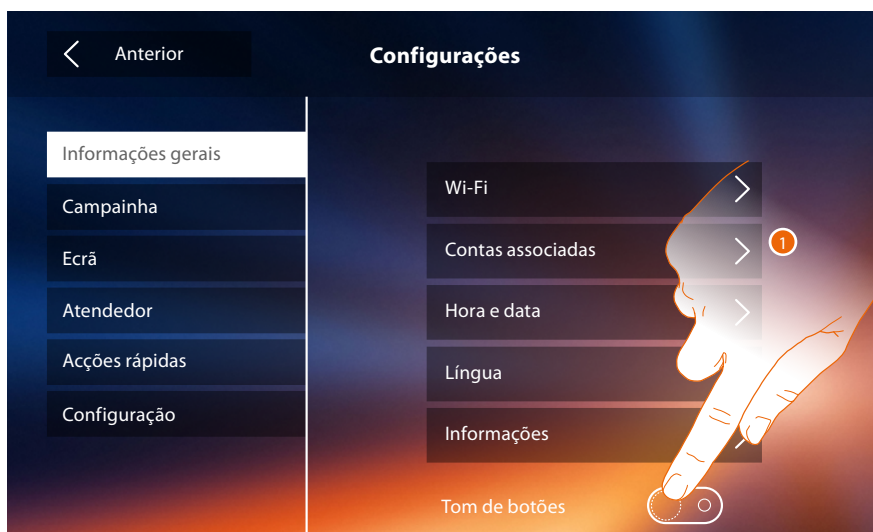 Anterior
Configurações
Informações gerais
Campainha
Ecrã
Atendedor
Acções rápidas
Configuração
Wi-Fi
Contas associadas
1
Hora e data
Língua
Informações
Tom de botões